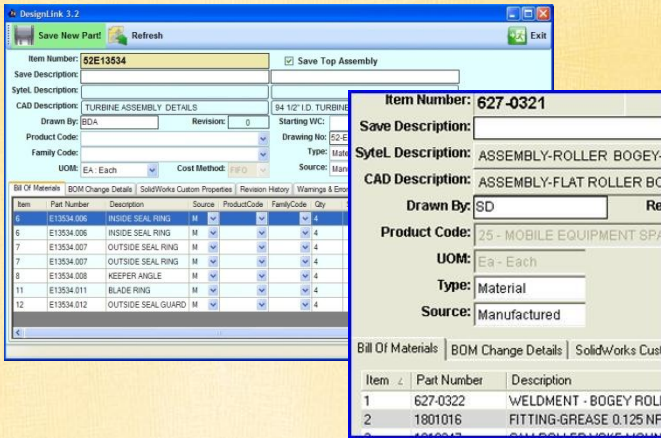 DesignLink 3.2
Save New Part! Refresh Exit
Item Number: 52E13534 Save Top Assembly
Save Description:
SyteL Description:
CAD Description: TURBINE ASSEMBLY DETAILS 94 1/2" I.D. TURBINE
Drawn By: BDA Revision: 0 Starting WC:
Product Code: Drawing No: 52-E
Family Code: Type: Mate
UOM: EA : Each Cost Method: FIFO Source: Manu
Bill Of Materials BOM Change Details SolidWorks Custom Properties Revision History Warnings & Erro
Item Part Number Description Source ProductCode FamilyCode Qty
6 E13534.006 INSIDE SEAL RING M 4
6 E13534.006 INSIDE SEAL RING M 4
7 E13534.007 OUTSIDE SEAL RING M 4
7 E13534.007 OUTSIDE SEAL RING M 4
8 E13534.008 KEEPER ANGLE M 4
11 E13534.011 BLADE RING M 4
12 E13534.012 OUTSIDE SEAL GUARD M 4
Item Number: 627-0321
Save Description:
SyteL Description: ASSEMBLY-ROLLER BOGEY-
CAD Description: ASSEMBLY-FLAT ROLLER BO
Drawn By: SD Re
Product Code: 25 - MOBILE EQUIPMENT SPA
UOM: Ea - Each
Type: Material
Source: Manufactured
Bill Of Materials BOM Change Details SolidWorks Cus
Item Part Number Description
1 627-0322 WELDMENT - BOGEY ROLL
2 1801016 FITTING-GREASE 0.125 NP